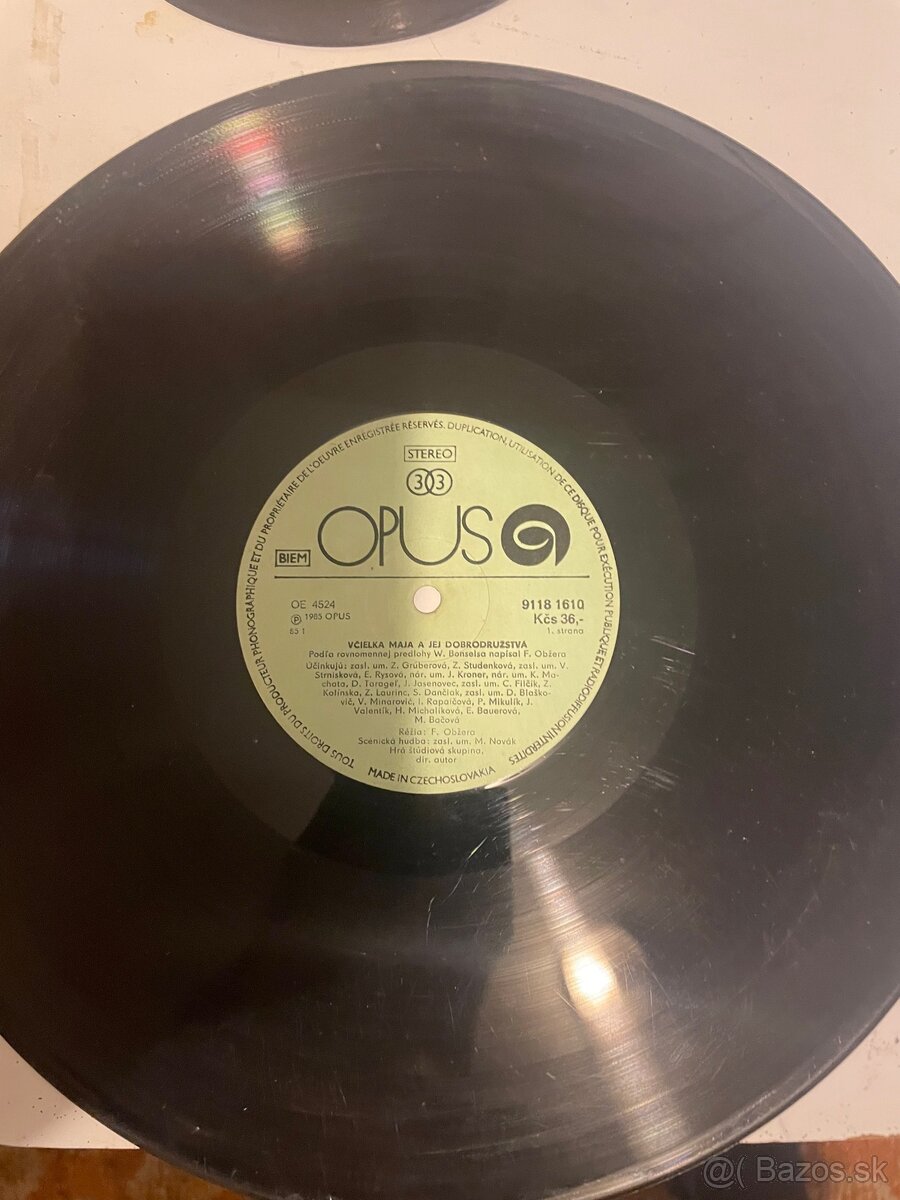 TOUS DROITS DU PRODUCTEUR PHONOGRAPHIQUE ET DU PROPRIÉTAIRE DE L'OEUVRE ENREGISTRÉE RÉSERVÉS. DUPLICATION, UTILISATION DE CE DISQUE POUR EXÉCUTION PUBLIQUE ET RADIODIFFUSION INTERDITES
STEREO
33
BIEM OPUS
OE 4524 9118 1610
Ⓟ 1985 OPUS Kčs 36,-
85 1 1. strana
VČIELKA MAJA A JEJ DOBRODRUŽSTVÁ
Podľa rovnomennej predlohy W. Bonselsa napísal F. Obžera
Účinkujú: zasl. um. Z. Grúberová, Z. Studenková, zasl. um. V.
Strnisková, E. Rysová, nár. um. J. Kroner, nár. um. K. Ma-
chata, D. Tarageľ, J. Jasenovec, zasl. um. C. Filčík, Z.
Kolínska, Z. Laurinc, S. Dančiak, zasl. um. D. Blaško-
vič, V. Minarovič, I. Rapaičová, P. Mikulík, J.
Valentík, H. Michalíková, E. Bauerová,
M. Bačová
Réžia: F. Obžera
Scénická hudba: zasl. um. M. Novák
Hrá štúdiová skupina,
dir. autor
MADE IN CZECHOSLOVAKIA
@( Bazos.sk